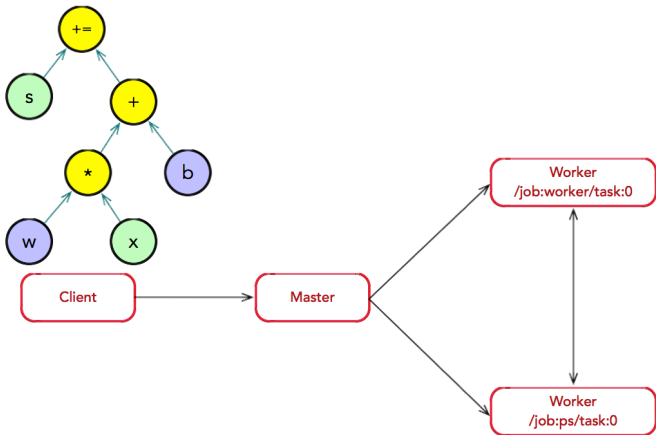 +=
s
+
*
b
w
x
Client
Master
Worker
/job:worker/task:0
Worker
/job:ps/task:0